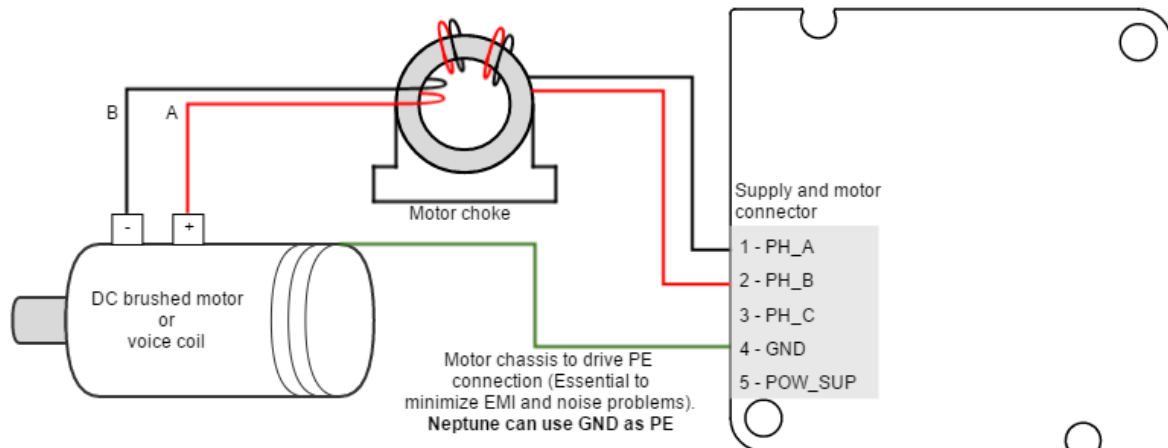 B
A
Motor choke
-
+
DC brushed motor
or
voice coil
Supply and motor
connector
1 - PH_A
2 - PH_B
3 - PH_C
4 - GND
5 - POW_SUP
Motor chassis to drive PE
connection (Essential to
minimize EMI and noise problems).
Neptune can use GND as PE